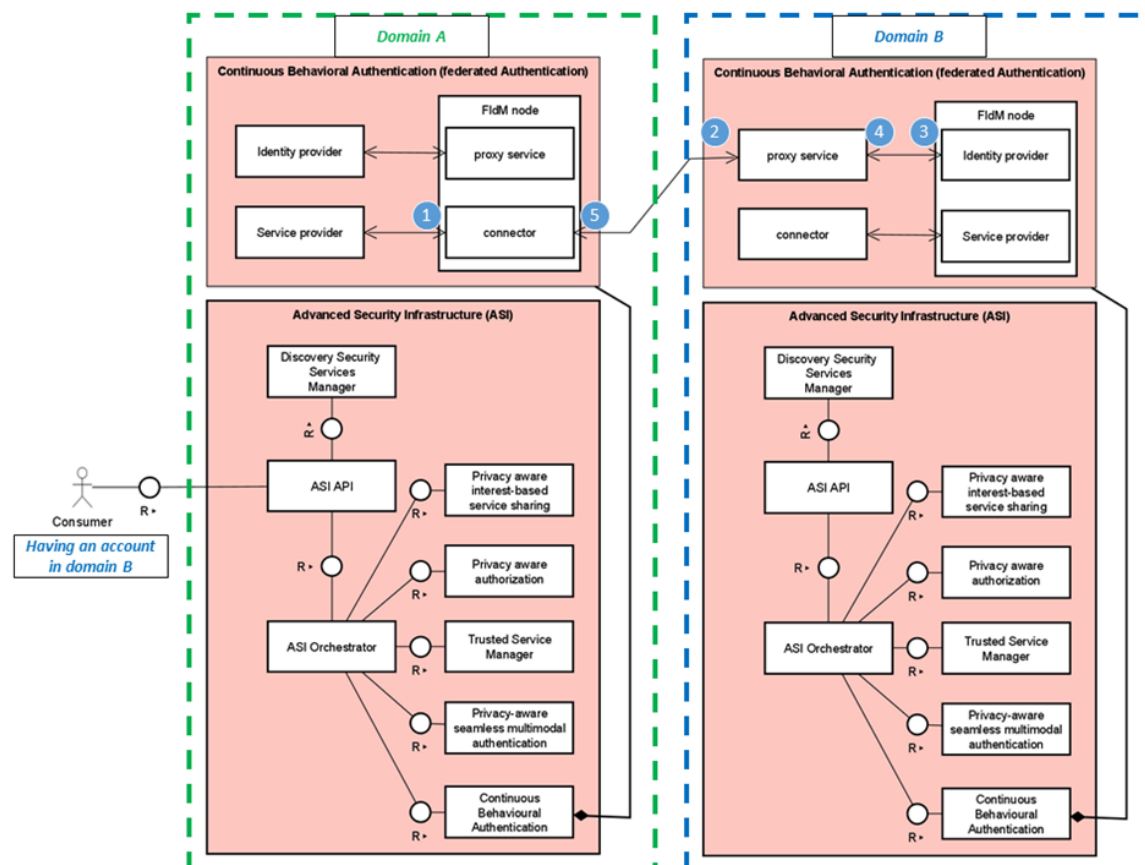 Domain A
Continuous Behavioral Authentication (federated Authentication)
FIdM node
Identity provider
proxy service
1
5
Service provider
connector
Advanced Security Infrastructure (ASI)
Discovery Security
Services
Manager
R
ASI API
Privacy aware
interest-based
service sharing
R
Consumer
R
Having an account
in domain B
R
Privacy aware
authorization
R
ASI Orchestrator
Trusted Service
Manager
R
Privacy-aware
seamless multimodal
authentication
R
Continuous
Behavioural
Authentication
R
Domain B
Continuous Behavioral Authentication (federated Authentication)
FIdM node
2
4
3
proxy service
Identity provider
connector
Service provider
Advanced Security Infrastructure (ASI)
Discovery Security
Services
Manager
R
ASI API
Privacy aware
interest-based
service sharing
R
R
Privacy aware
authorization
R
ASI Orchestrator
Trusted Service
Manager
R
Privacy-aware
seamless multimodal
authentication
R
Continuous
Behavioural
Authentication
R